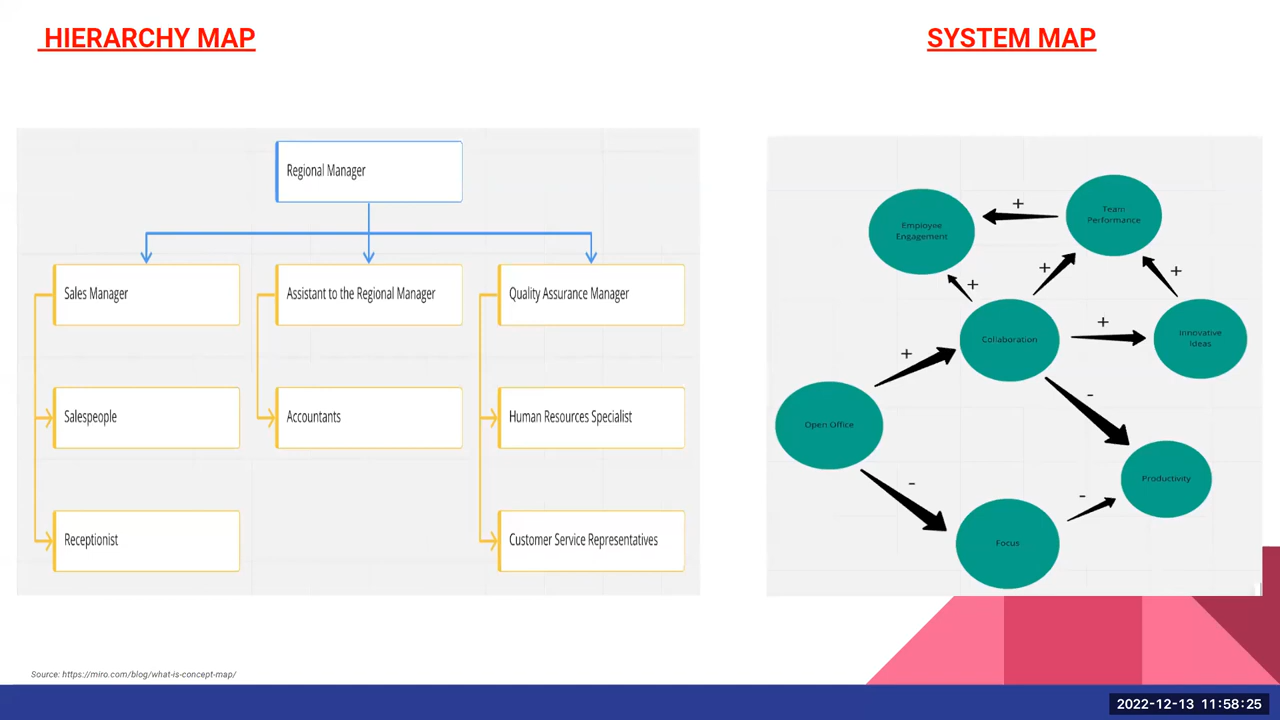 HIERARCHY MAP
SYSTEM MAP
Regional Manager
Sales Manager
Assistant to the Regional Manager
Quality Assurance Manager
Salespeople
Accountants
Human Resources Specialist
Receptionist
Customer Service Representatives
Employee
Engagement
+
Team
Performance
+
+
+
Collaboration
+
Innovative
Ideas
+
Open Office
-
Productivity
-
-
Focus
Source: https://miro.com/blog/what-is-concept-map/
2022-12-13 11:58:25